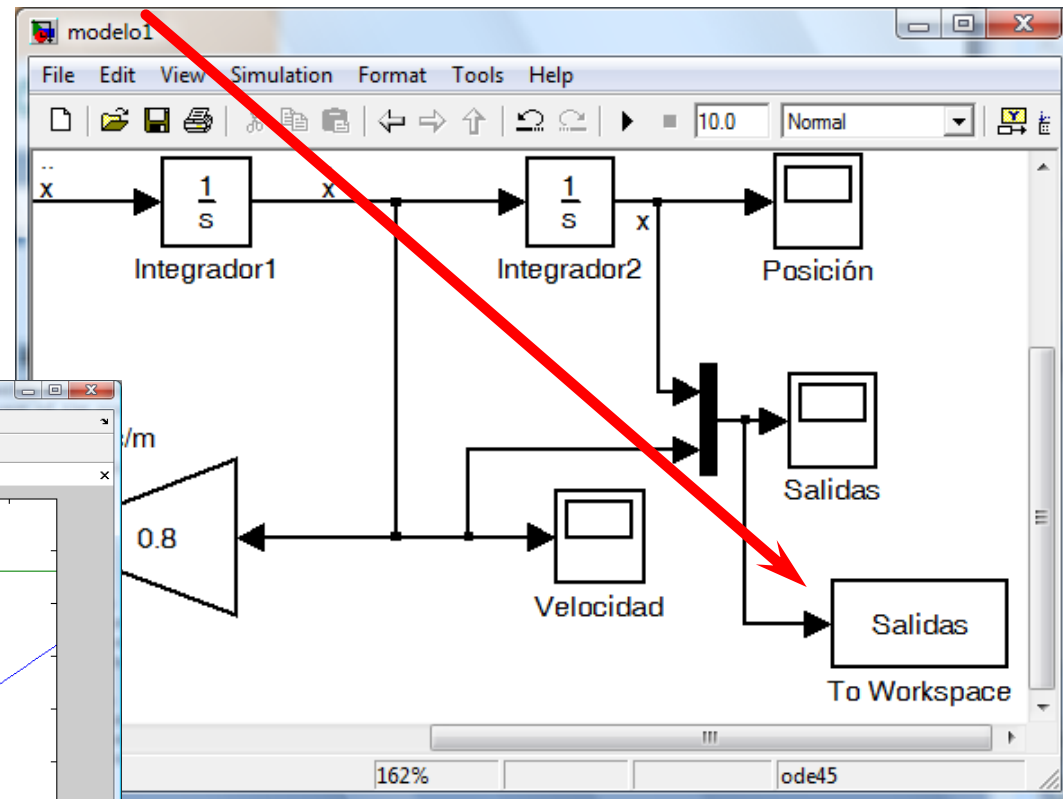 modelo1
File Edit View Simulation Format Tools Help
10.0 Normal
.. x
1
s
Integrador1
x
1
s
Integrador2
x
Posición
c/m
0.8
Velocidad
Salidas
Salidas
To Workspace
162%
ode45